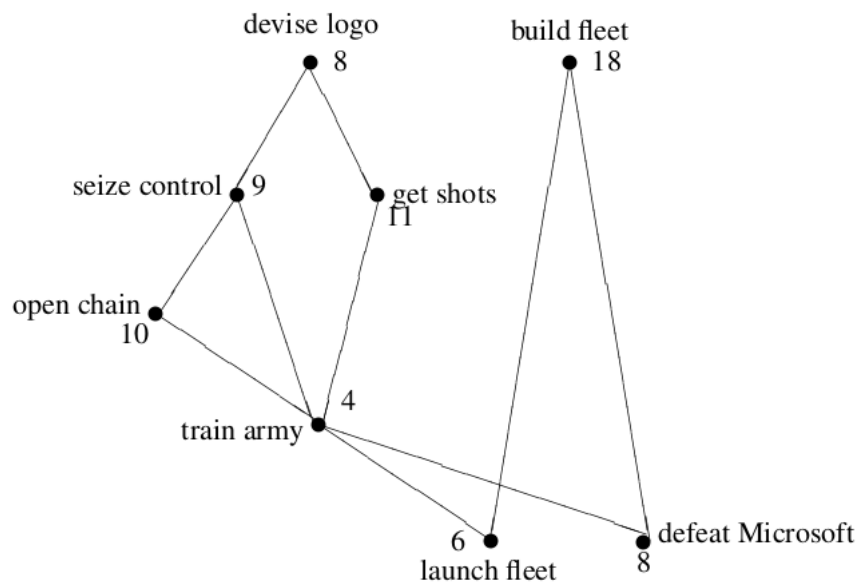 devise logo
8
build fleet
18
seize control
9
get shots
11
open chain
10
train army
4
6
launch fleet
defeat Microsoft
8